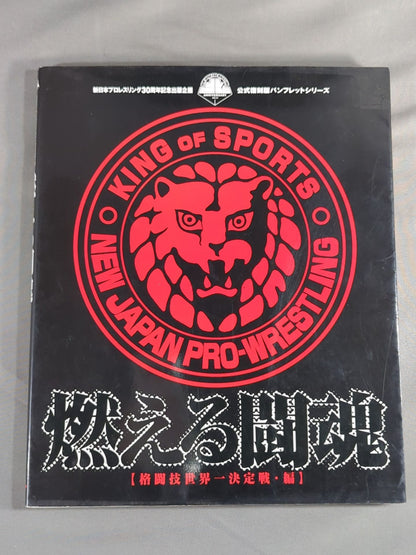 新日本プロレスリング30周年記念出版企画
公式復刻版パンフレットシリーズ
KING OF SPORTS
NEW JAPAN PRO-WRESTLING
燃える闘魂
【格闘技世界一決定戦・編】